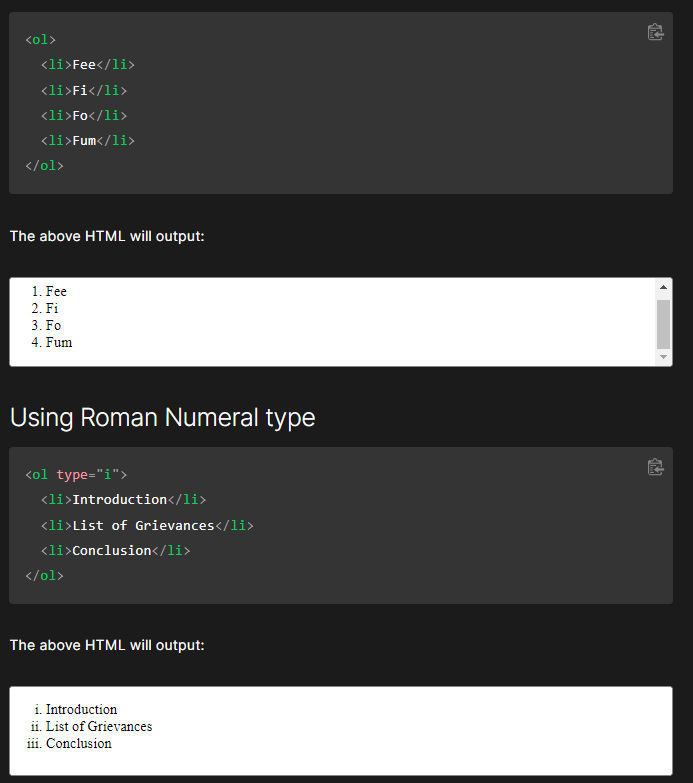 <ol>
  <li>Fee</li>
  <li>Fi</li>
  <li>Fo</li>
  <li>Fum</li>
</ol>
The above HTML will output:
1. Fee
2. Fi
3. Fo
4. Fum
Using Roman Numeral type
<ol type="i">
  <li>Introduction</li>
  <li>List of Grievances</li>
  <li>Conclusion</li>
</ol>
The above HTML will output:
i. Introduction
ii. List of Grievances
iii. Conclusion